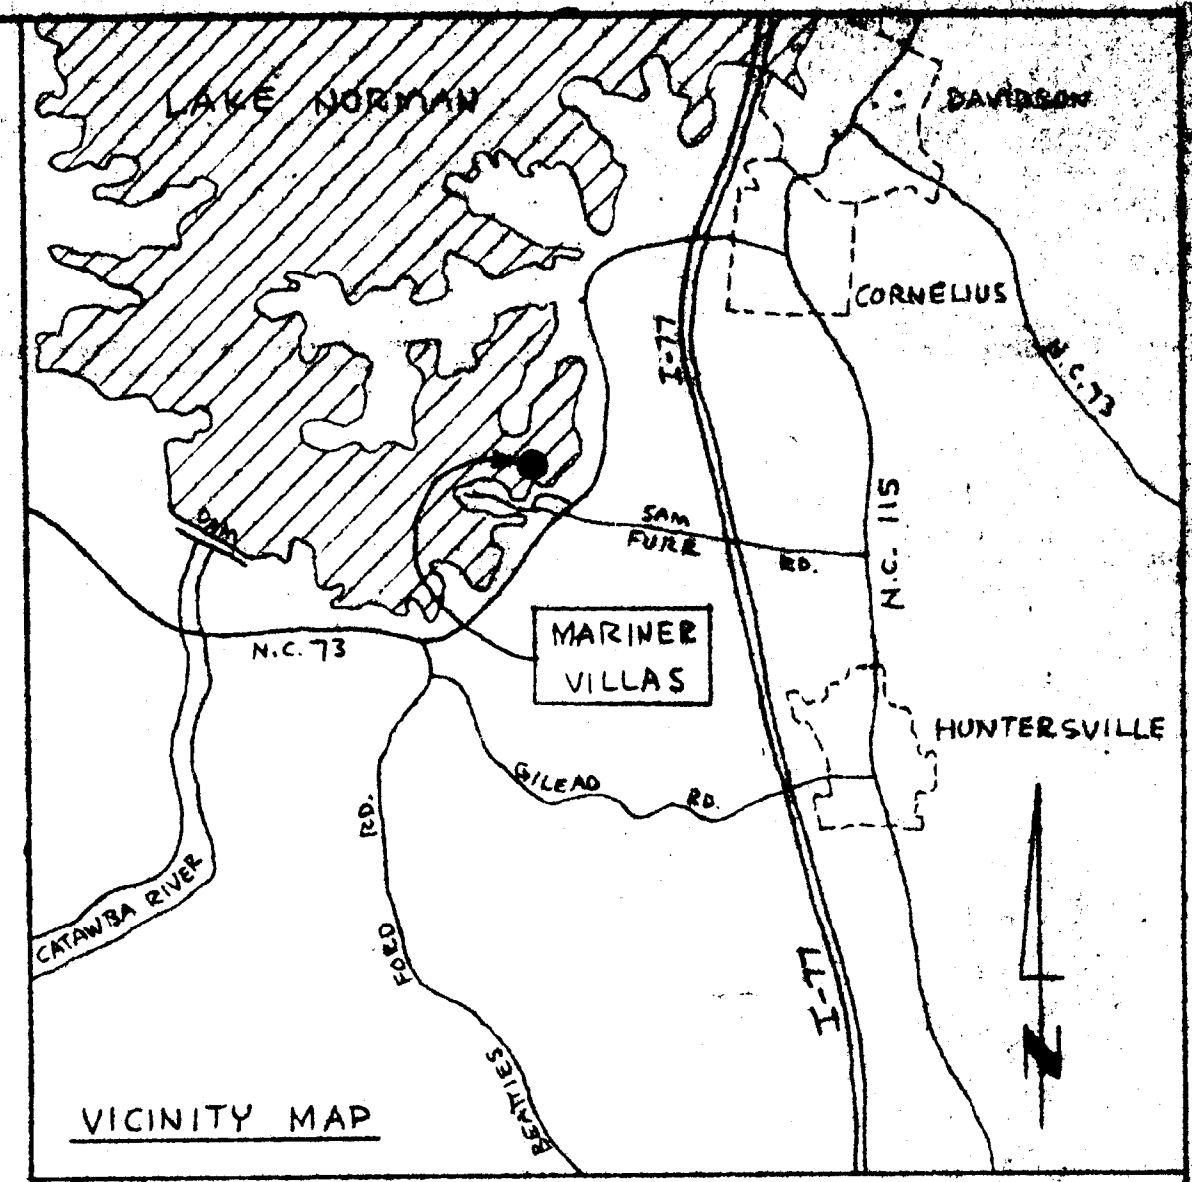 LAKE NORMAN
DAVIDSON
CORNELIUS
I-77
N.C. 73
DAM
SAM
FURR
RD.
N.C. 115
N.C. 73
MARINER
VILLAS
HUNTERSVILLE
GILEAD RD.
CATAWBA RIVER
BEATTIES FORD RD.
I-77
N
VICINITY MAP